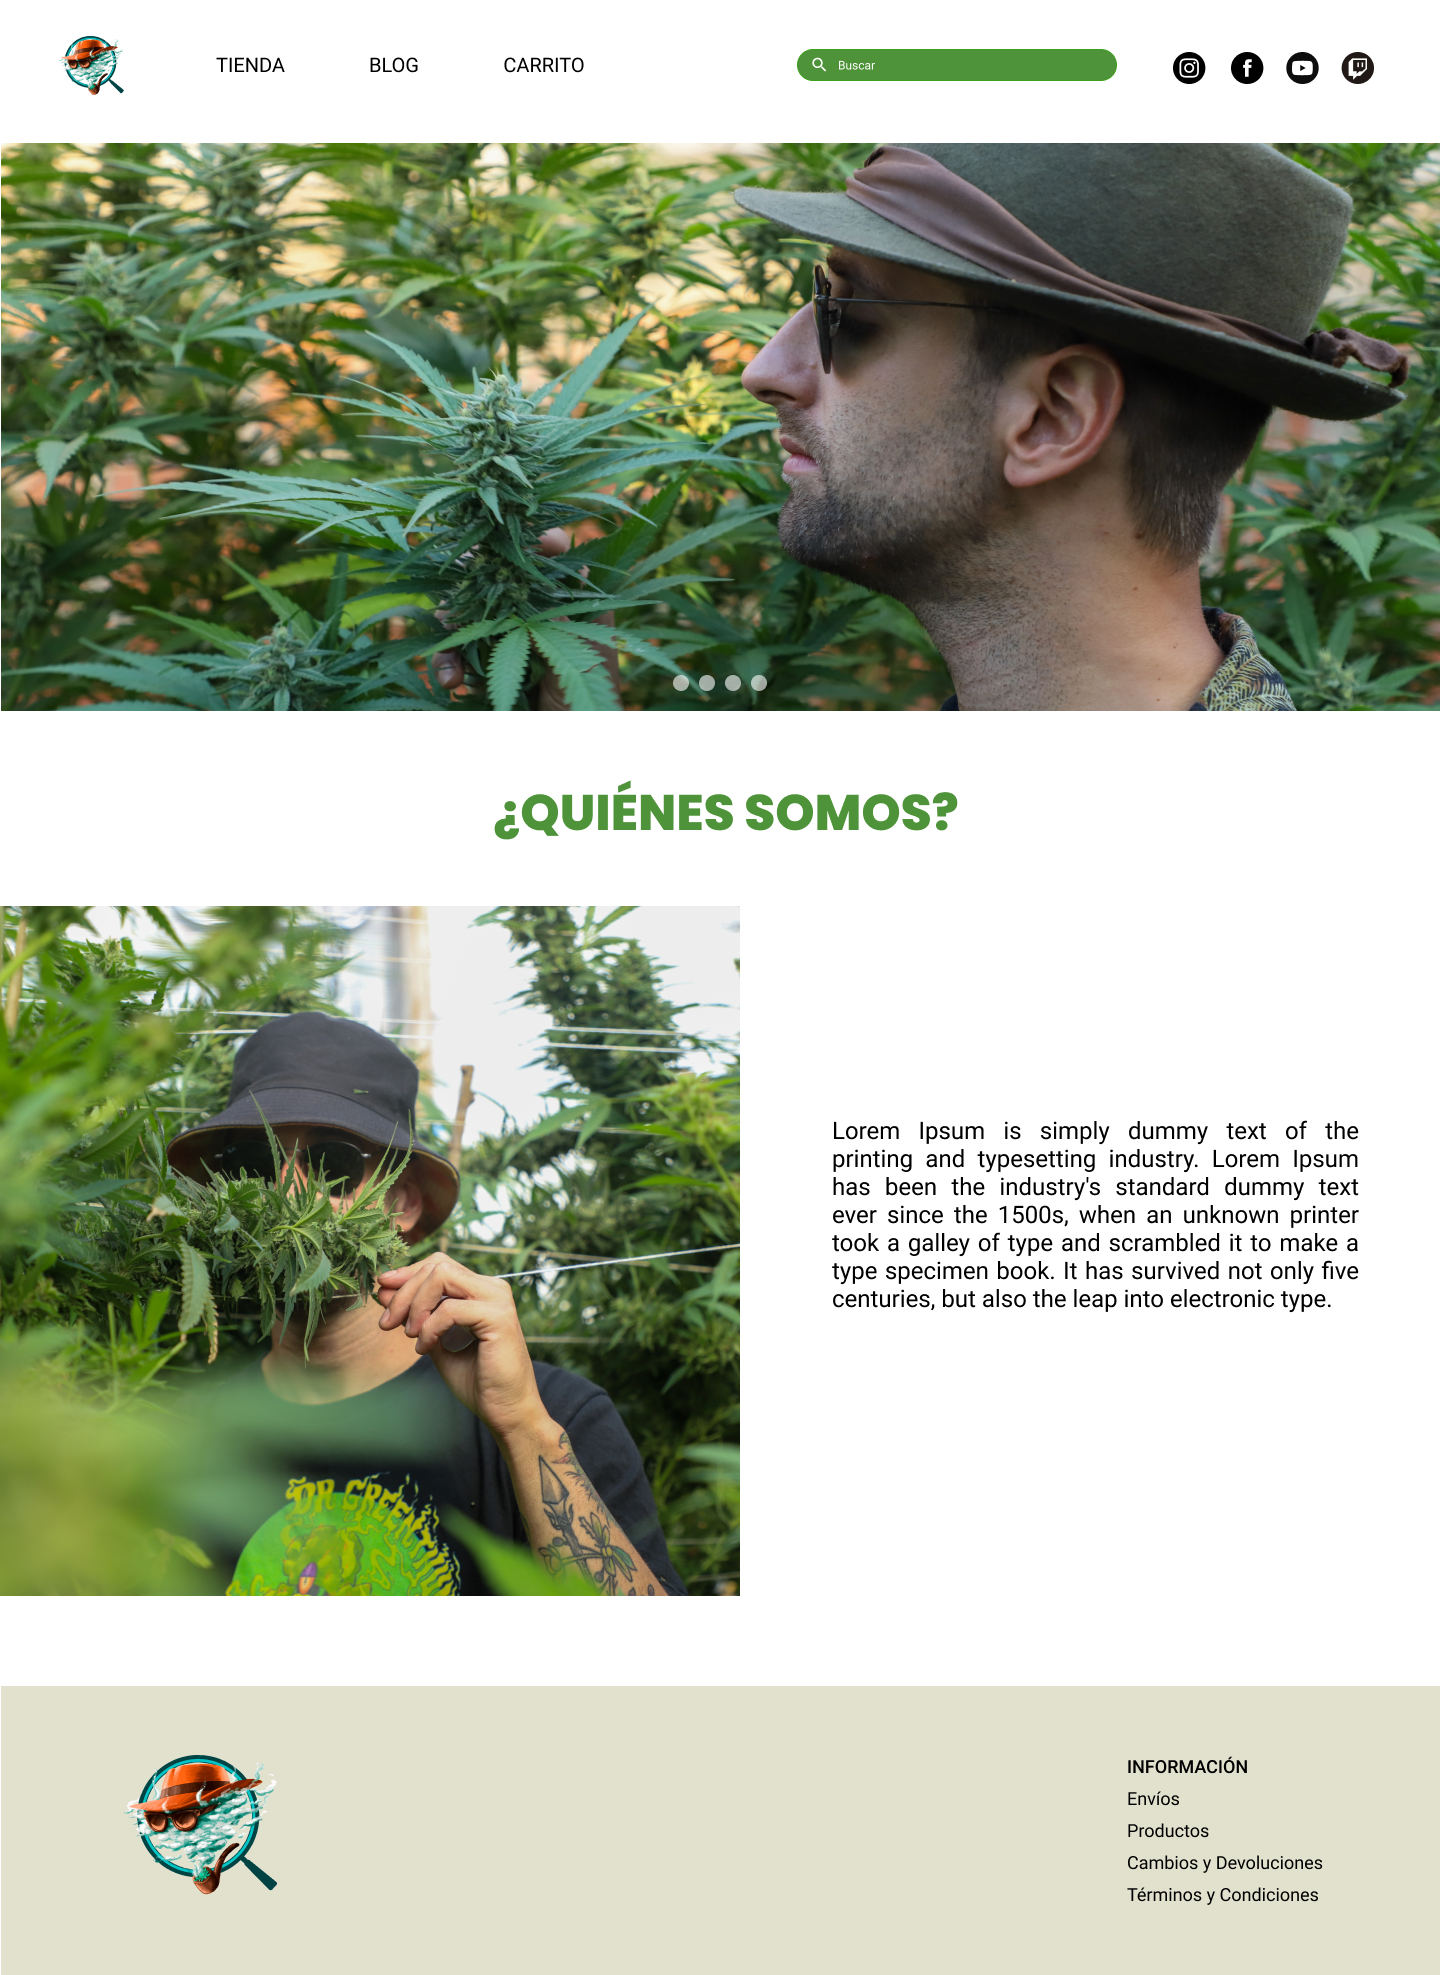 TIENDA
BLOG
CARRITO
Buscar
¿QUIÉNES SOMOS?
Lorem Ipsum is simply dummy text of the
printing and typesetting industry. Lorem Ipsum
has been the industry's standard dummy text
ever since the 1500s, when an unknown printer
took a galley of type and scrambled it to make a
type specimen book. It has survived not only five
centuries, but also the leap into electronic type.
DR GREEN
INFORMACIÓN
Envíos
Productos
Cambios y Devoluciones
Términos y Condiciones